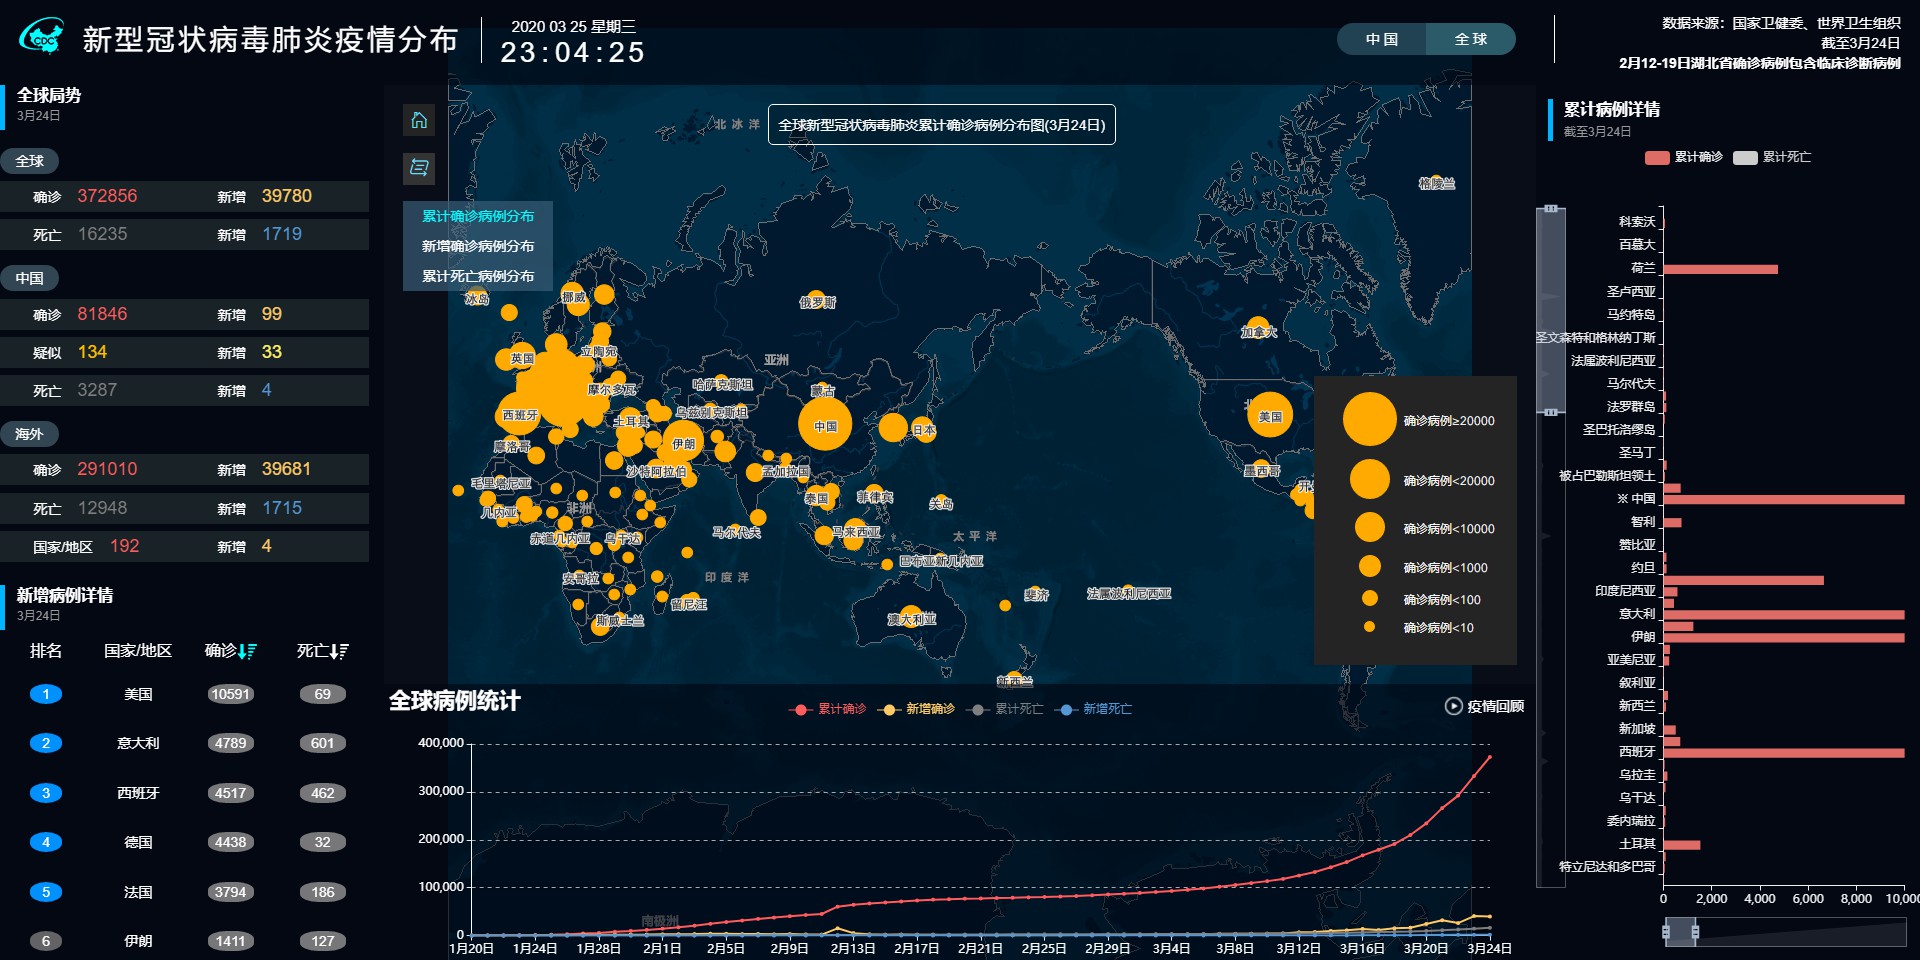 CDC
新型冠状病毒肺炎疫情分布
2020 03 25 星期三
23:04:25
中国 全球
数据来源：国家卫健委、世界卫生组织
截至3月24日
2月12-19日湖北省确诊病例包含临床诊断病例
全球局势
3月24日
全球
确诊 372856 新增 39780
死亡 16235 新增 1719
中国
确诊 81846 新增 99
疑似 134 新增 33
死亡 3287 新增 4
海外
确诊 291010 新增 39681
死亡 12948 新增 1715
国家/地区 192 新增 4
新增病例详情
3月24日
排名 国家/地区 确诊 死亡
1 美国 10591 69
2 意大利 4789 601
3 西班牙 4517 462
4 德国 4438 32
5 法国 3794 186
6 伊朗 1411 127
全球新型冠状病毒肺炎累计确诊病例分布图(3月24日)
累计确诊病例分布
新增确诊病例分布
累计死亡病例分布
北冰洋
格陵兰
冰岛
挪威
俄罗斯
加拿大
英国
立陶宛
亚洲
哈萨克斯坦
摩尔多瓦
蒙古
乌兹别克斯坦
西班牙
土耳其
中国
日本
美国
摩洛哥
伊朗
沙特阿拉伯
孟加拉国
墨西哥
毛里塔尼亚
泰国
菲律宾
关岛
几内亚
非洲
马尔代夫
马来西亚
太平洋
赤道几内亚
乌干达
巴布亚新几内亚
安哥拉
印度洋
斐济
法属波利尼西亚
留尼汪
斯威士兰
澳大利亚
新西兰
南极洲
确诊病例≥20000
确诊病例<20000
确诊病例<10000
确诊病例<1000
确诊病例<100
确诊病例<10
全球病例统计
累计确诊 新增确诊 累计死亡 新增死亡
疫情回顾
400,000
300,000
200,000
100,000
0
1月20日 1月24日 1月28日 2月1日 2月5日 2月9日 2月13日 2月17日 2月21日 2月25日 2月29日 3月4日 3月8日 3月12日 3月16日 3月20日 3月24日
累计病例详情
截至3月24日
累计确诊 累计死亡
科索沃
百慕大
荷兰
圣卢西亚
马约特岛
圣文森特和格林纳丁斯
法属波利尼西亚
马尔代夫
法罗群岛
圣巴托洛缪岛
圣马丁
被占巴勒斯坦领土
※ 中国
智利
赞比亚
约旦
印度尼西亚
意大利
伊朗
亚美尼亚
叙利亚
新西兰
新加坡
西班牙
乌拉圭
乌干达
委内瑞拉
土耳其
特立尼达和多巴哥
0 2,000 4,000 6,000 8,000 10,000